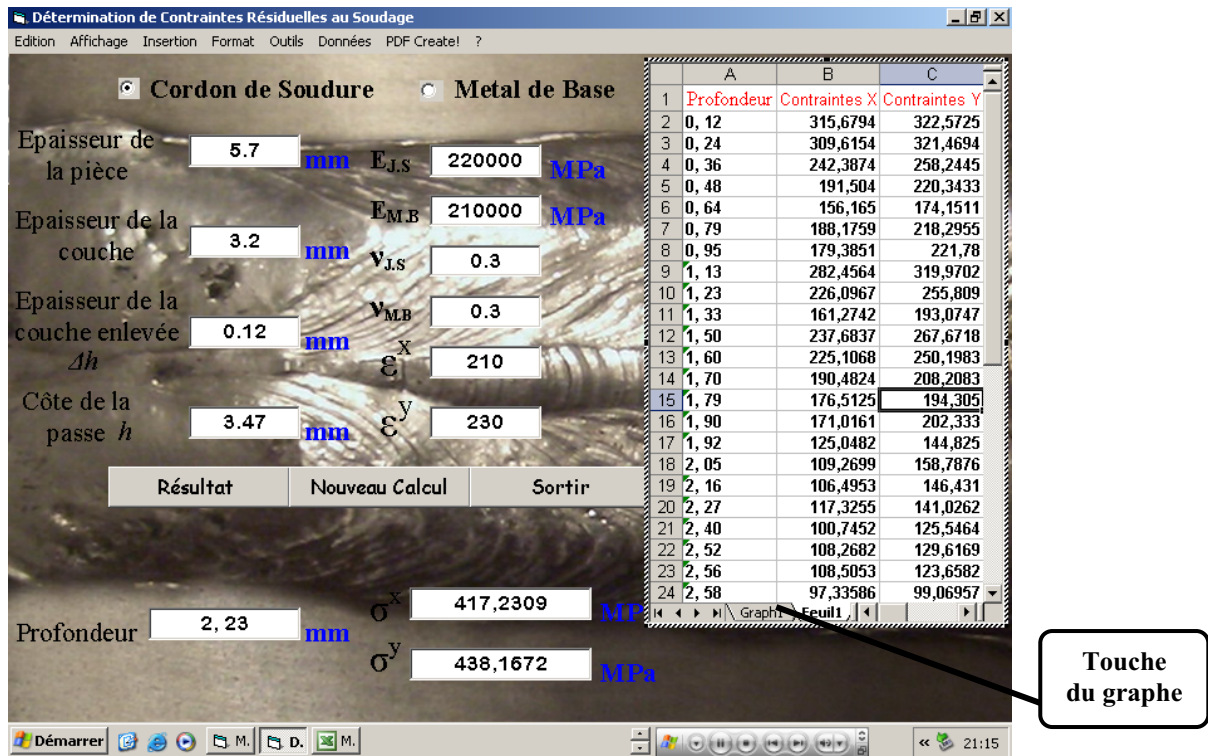 Détermination de Contraintes Résiduelles au Soudage
Edition Affichage Insertion Format Outils Données PDF Create! ?
Cordon de Soudure Metal de Base
Epaisseur de
la pièce
5.7 mm
Epaisseur de la
couche
3.2 mm
Epaisseur de la
couche enlevée
Δh
0.12 mm
Côte de la
passe h
3.47 mm
E J.S 220000 MPa
E M.B 210000 MPa
ν J.S 0.3
ν M.B 0.3
ε x 210
ε y 230
Résultat Nouveau Calcul Sortir
Profondeur 2, 23 mm
σ x 417,2309 MP
σ y 438,1672 MPa
A B C
1 Profondeur Contraintes X Contraintes Y
2 0, 12 315,6794 322,5725
3 0, 24 309,6154 321,4694
4 0, 36 242,3874 258,2445
5 0, 48 191,504 220,3433
6 0, 64 156,165 174,1511
7 0, 79 188,1759 218,2955
8 0, 95 179,3851 221,78
9 1, 13 282,4564 319,9702
10 1, 23 226,0967 255,809
11 1, 33 161,2742 193,0747
12 1, 50 237,6837 267,6718
13 1, 60 225,1068 250,1983
14 1, 70 190,4824 208,2083
15 1, 79 176,5125 194,305
16 1, 90 171,0161 202,333
17 1, 92 125,0482 144,825
18 2, 05 109,2699 158,7876
19 2, 16 106,4953 146,431
20 2, 27 117,3255 141,0262
21 2, 40 100,7452 125,5464
22 2, 52 108,2682 129,6169
23 2, 56 108,5053 123,6582
24 2, 58 97,33586 99,06957
Graph1 Feuil1
Touche
du graphe
Démarrer M. D. M. « 21:15